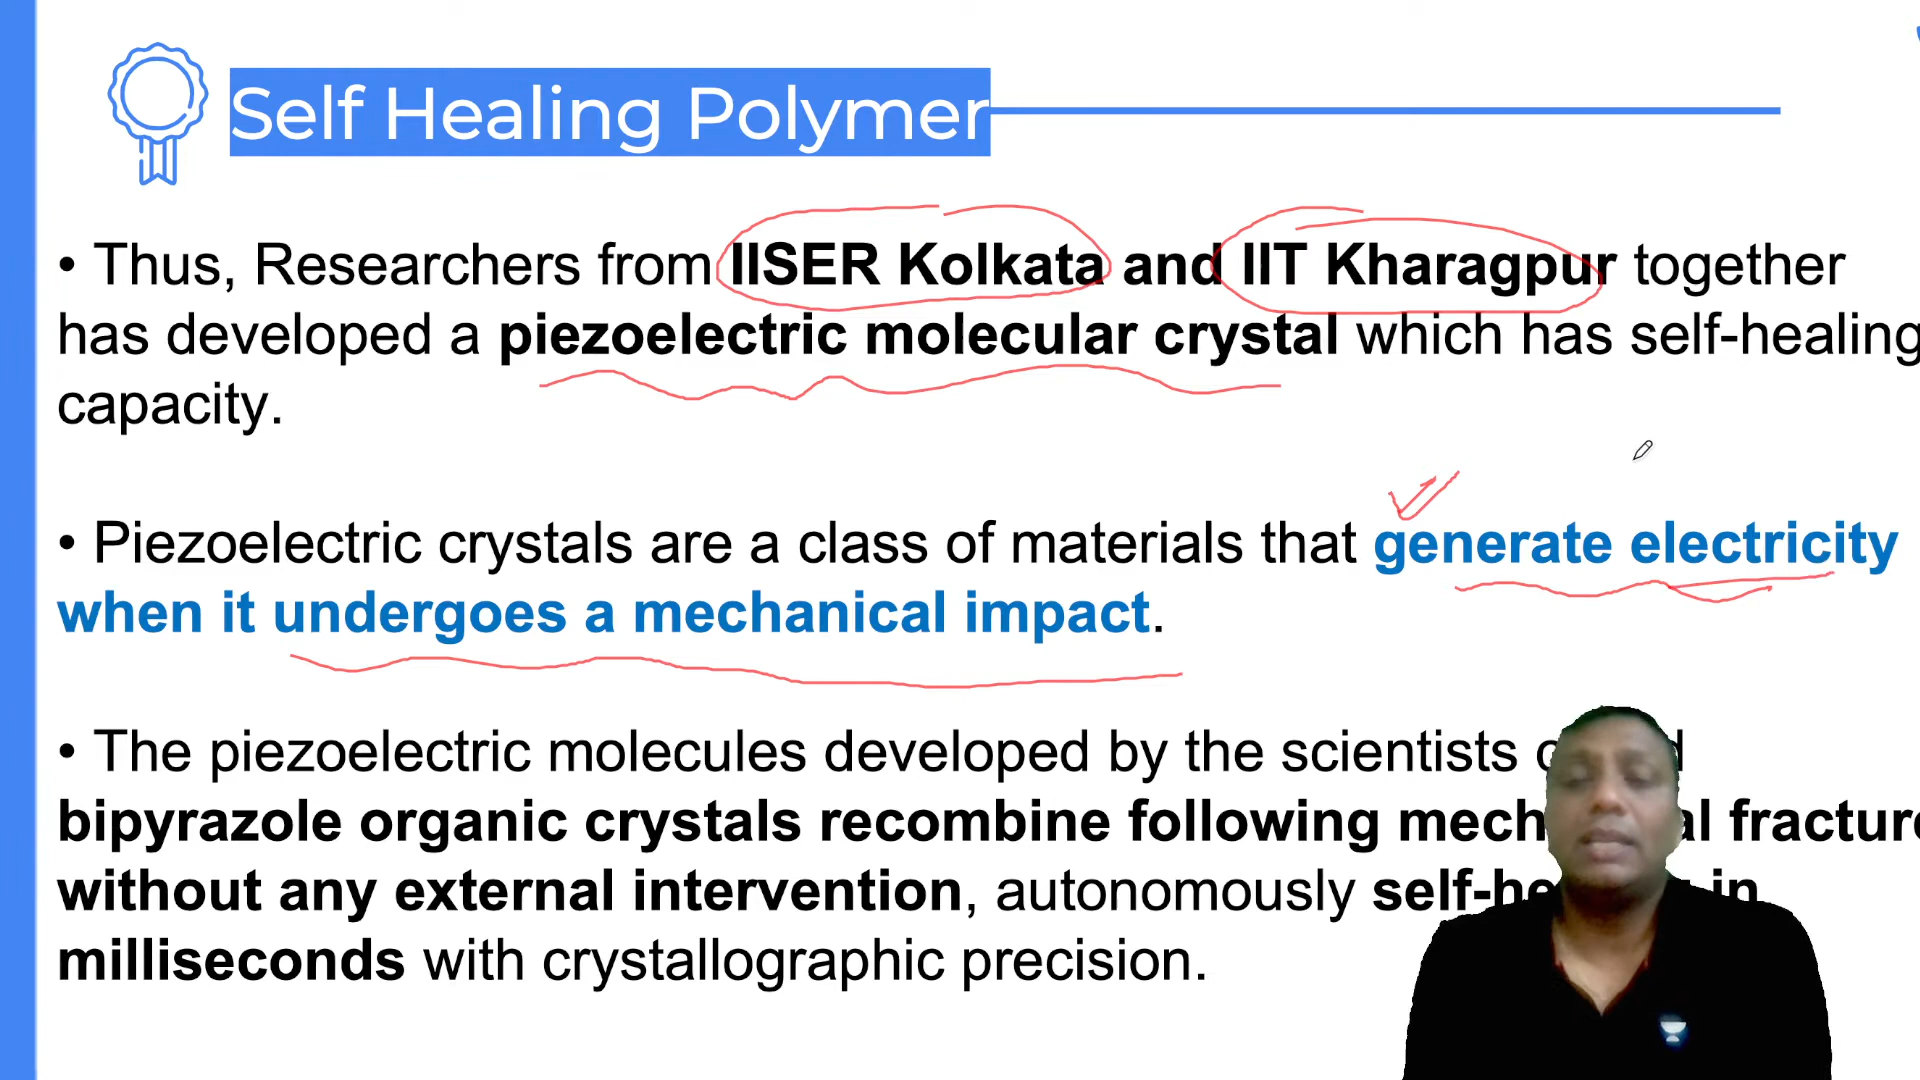 Self Healing Polymer
• Thus, Researchers from IISER Kolkata and IIT Kharagpur together
has developed a piezoelectric molecular crystal which has self-healing
capacity.
• Piezoelectric crystals are a class of materials that generate electricity
when it undergoes a mechanical impact.
• The piezoelectric molecules developed by the scientists
bipyrazole organic crystals recombine following fracture
without any external intervention, autonomously in
milliseconds with crystallographic precision.